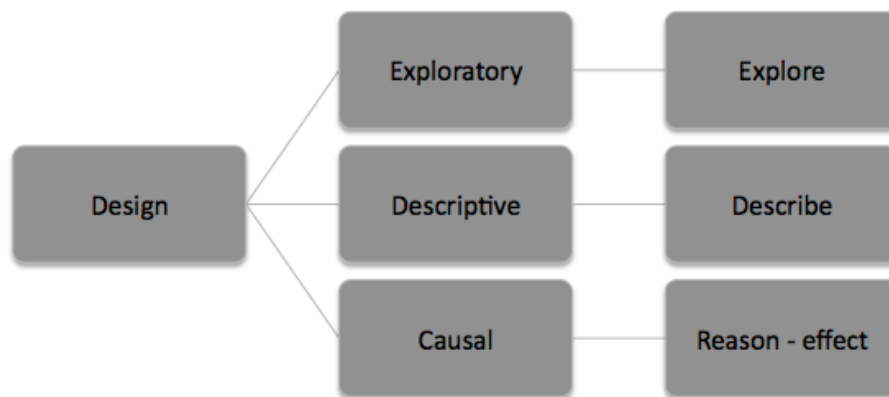 Exploratory
Explore
Design
Descriptive
Describe
Causal
Reason - effect